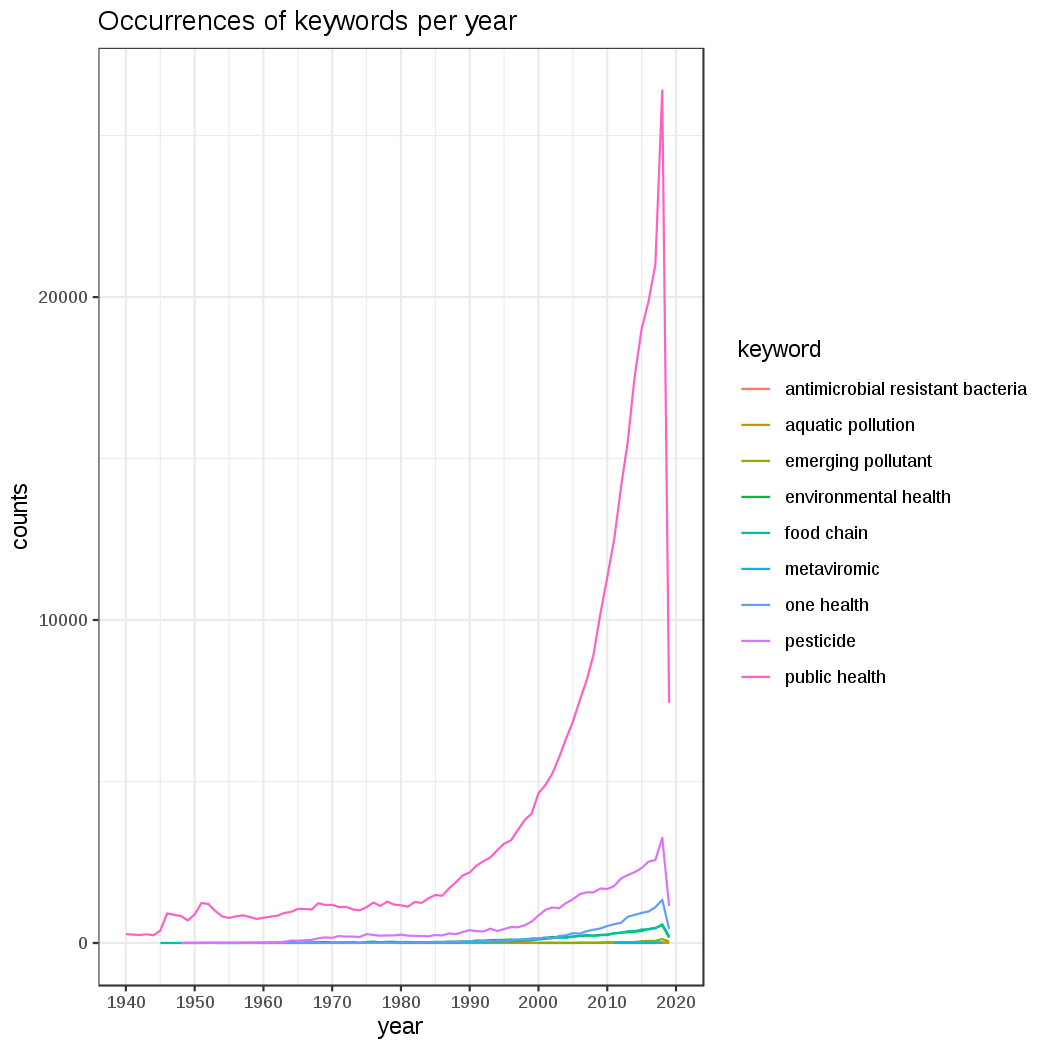 Occurrences of keywords per year
counts
20000
10000
0
1940 1950 1960 1970 1980 1990 2000 2010 2020
year
keyword
antimicrobial resistant bacteria
aquatic pollution
emerging pollutant
environmental health
food chain
metaviromic
one health
pesticide
public health